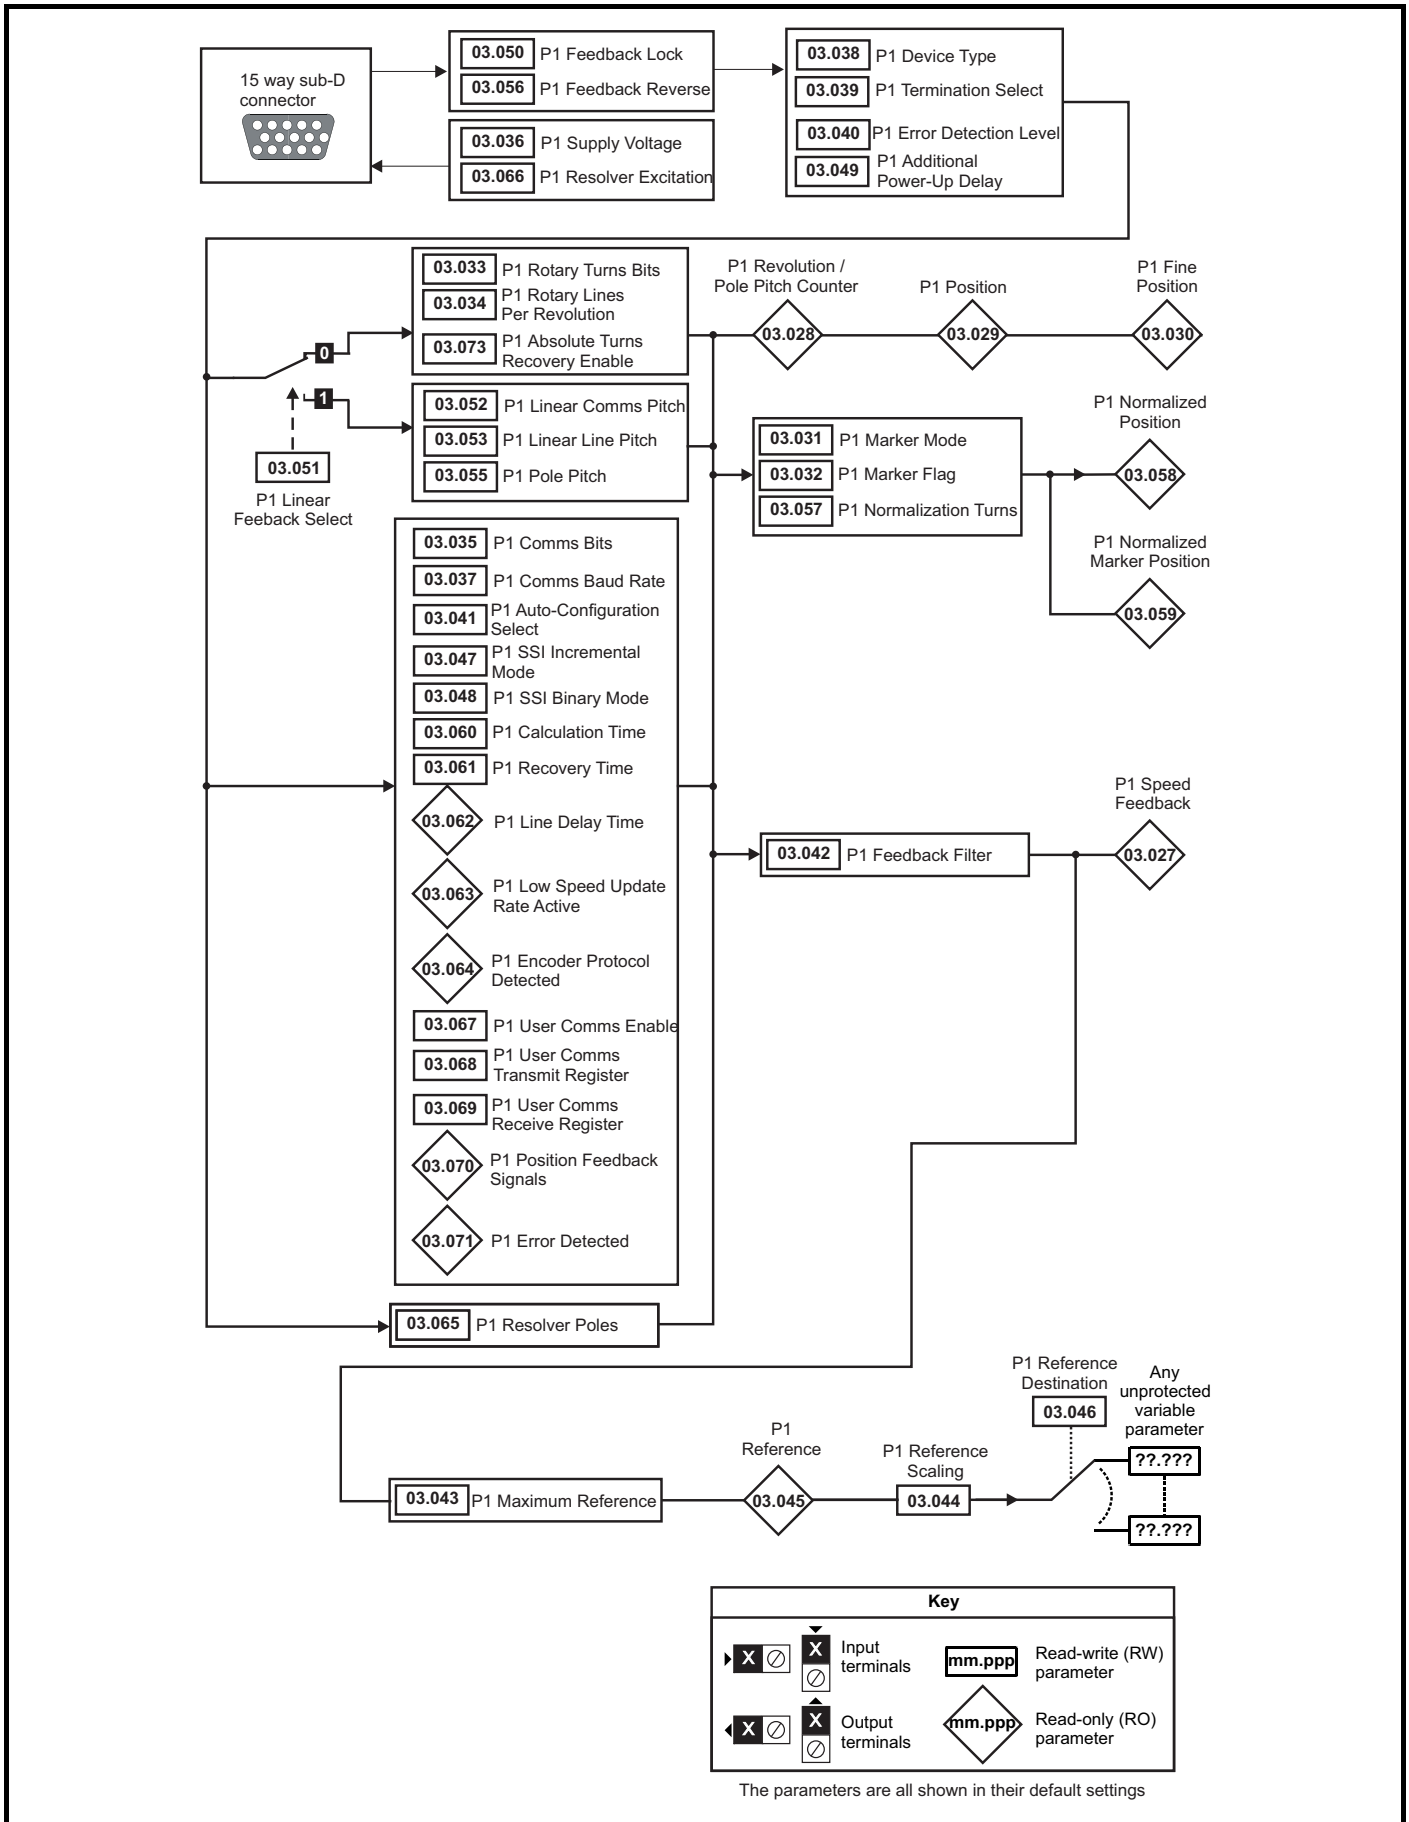 15 way sub-D
connector
03.050 P1 Feedback Lock
03.056 P1 Feedback Reverse
03.036 P1 Supply Voltage
03.066 P1 Resolver Excitation
03.038 P1 Device Type
03.039 P1 Termination Select
03.040 P1 Error Detection Level
03.049 P1 Additional
Power-Up Delay
03.033 P1 Rotary Turns Bits
03.034 P1 Rotary Lines
Per Revolution
03.073 P1 Absolute Turns
Recovery Enable
0
1
03.051
P1 Linear
Feeback Select
03.052 P1 Linear Comms Pitch
03.053 P1 Linear Line Pitch
03.055 P1 Pole Pitch
P1 Revolution /
Pole Pitch Counter
03.028
P1 Position
03.029
P1 Fine
Position
03.030
03.031 P1 Marker Mode
03.032 P1 Marker Flag
03.057 P1 Normalization Turns
P1 Normalized
Position
03.058
P1 Normalized
Marker Position
03.059
03.035 P1 Comms Bits
03.037 P1 Comms Baud Rate
03.041 P1 Auto-Configuration
Select
03.047 P1 SSI Incremental
Mode
03.048 P1 SSI Binary Mode
03.060 P1 Calculation Time
03.061 P1 Recovery Time
03.062 P1 Line Delay Time
03.063 P1 Low Speed Update
Rate Active
03.064 P1 Encoder Protocol
Detected
03.067 P1 User Comms Enable
03.068 P1 User Comms
Transmit Register
03.069 P1 User Comms
Receive Register
03.070 P1 Position Feedback
Signals
03.071 P1 Error Detected
03.042 P1 Feedback Filter
P1 Speed
Feedback
03.027
03.065 P1 Resolver Poles
03.043 P1 Maximum Reference
P1
Reference
03.045
P1 Reference
Scaling
03.044
P1 Reference
Destination
03.046
Any
unprotected
variable
parameter
??.???
??.???
Key
X X Input
terminals
mm.ppp Read-write (RW)
parameter
X X Output
terminals
mm.ppp Read-only (RO)
parameter
The parameters are all shown in their default settings